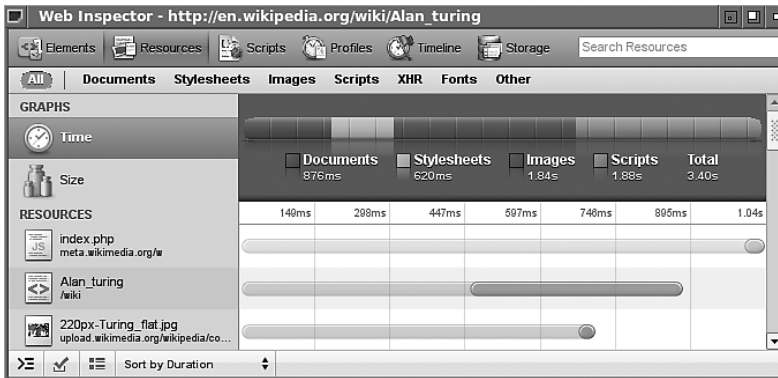 Web Inspector - http://en.wikipedia.org/wiki/Alan_turing
Elements Resources Scripts Profiles Timeline Storage Search Resources
All Documents Stylesheets Images Scripts XHR Fonts Other
GRAPHS
Time
Size
Documents Stylesheets Images Scripts Total
876ms 620ms 1.84s 1.88s 3.40s
RESOURCES
149ms 298ms 447ms 597ms 746ms 895ms 1.04s
JS
index.php
meta.wikimedia.org/w
<>
Alan_turing
/wiki
220px-Turing_flat.jpg
upload.wikimedia.org/wikipedia/co...
Sort by Duration